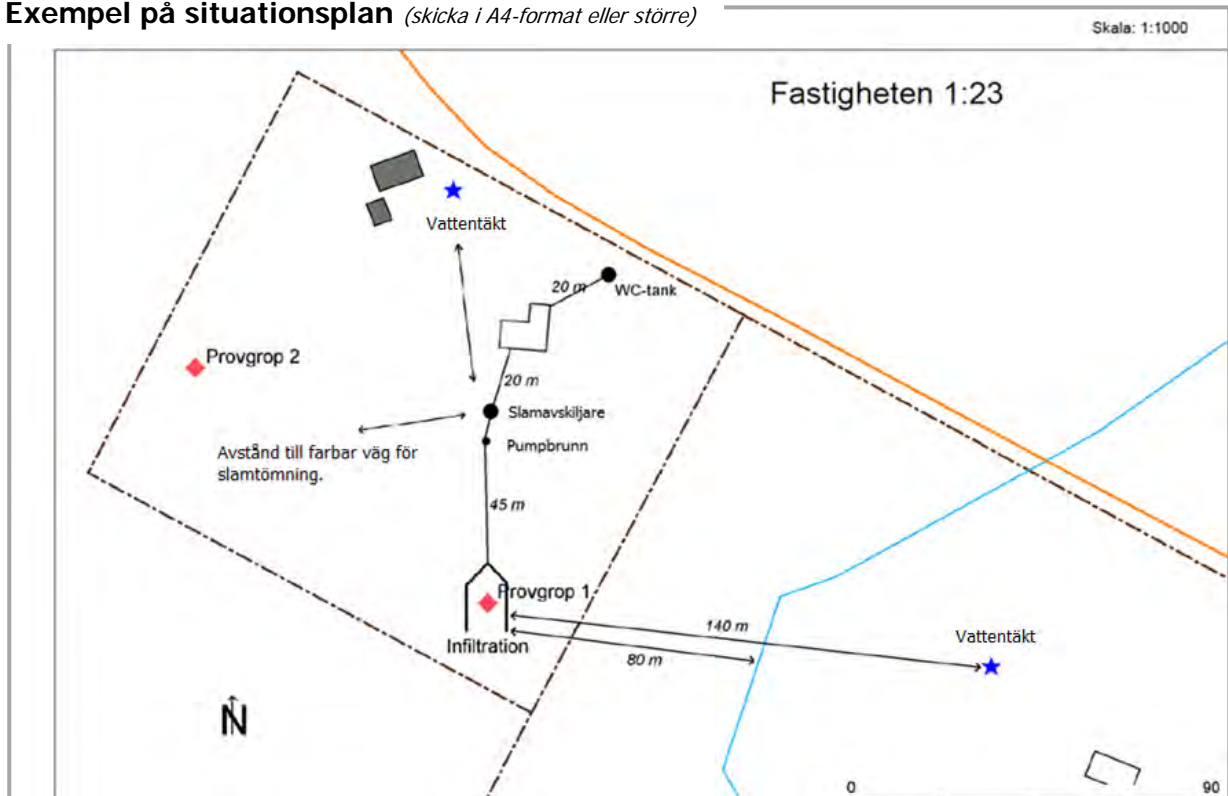 Exempel på situationsplan (skicka i A4-format eller större)
Skala: 1:1000
Fastigheten 1:23
Vattentäkt
20 m
WC-tank
Provgrop 2
20 m
Slamavskiljare
Pumpbrunn
Avstånd till farbar väg för
slamtömning.
45 m
Provgrop 1
Infiltration
140 m
80 m
Vattentäkt
N
0
90